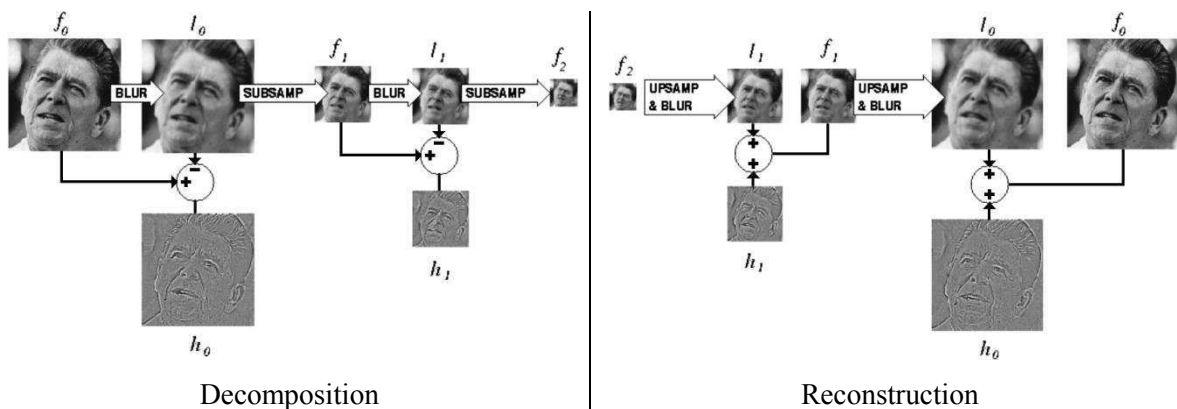 f₀
l₀
f₁
l₁
f₂
BLUR
SUBSAMP
BLUR
SUBSAMP
−
+
−
+
h₁
h₀
Decomposition
l₀
f₀
l₁
f₁
f₂
UPSAMP
& BLUR
UPSAMP
& BLUR
+
+
+
+
h₁
h₀
Reconstruction